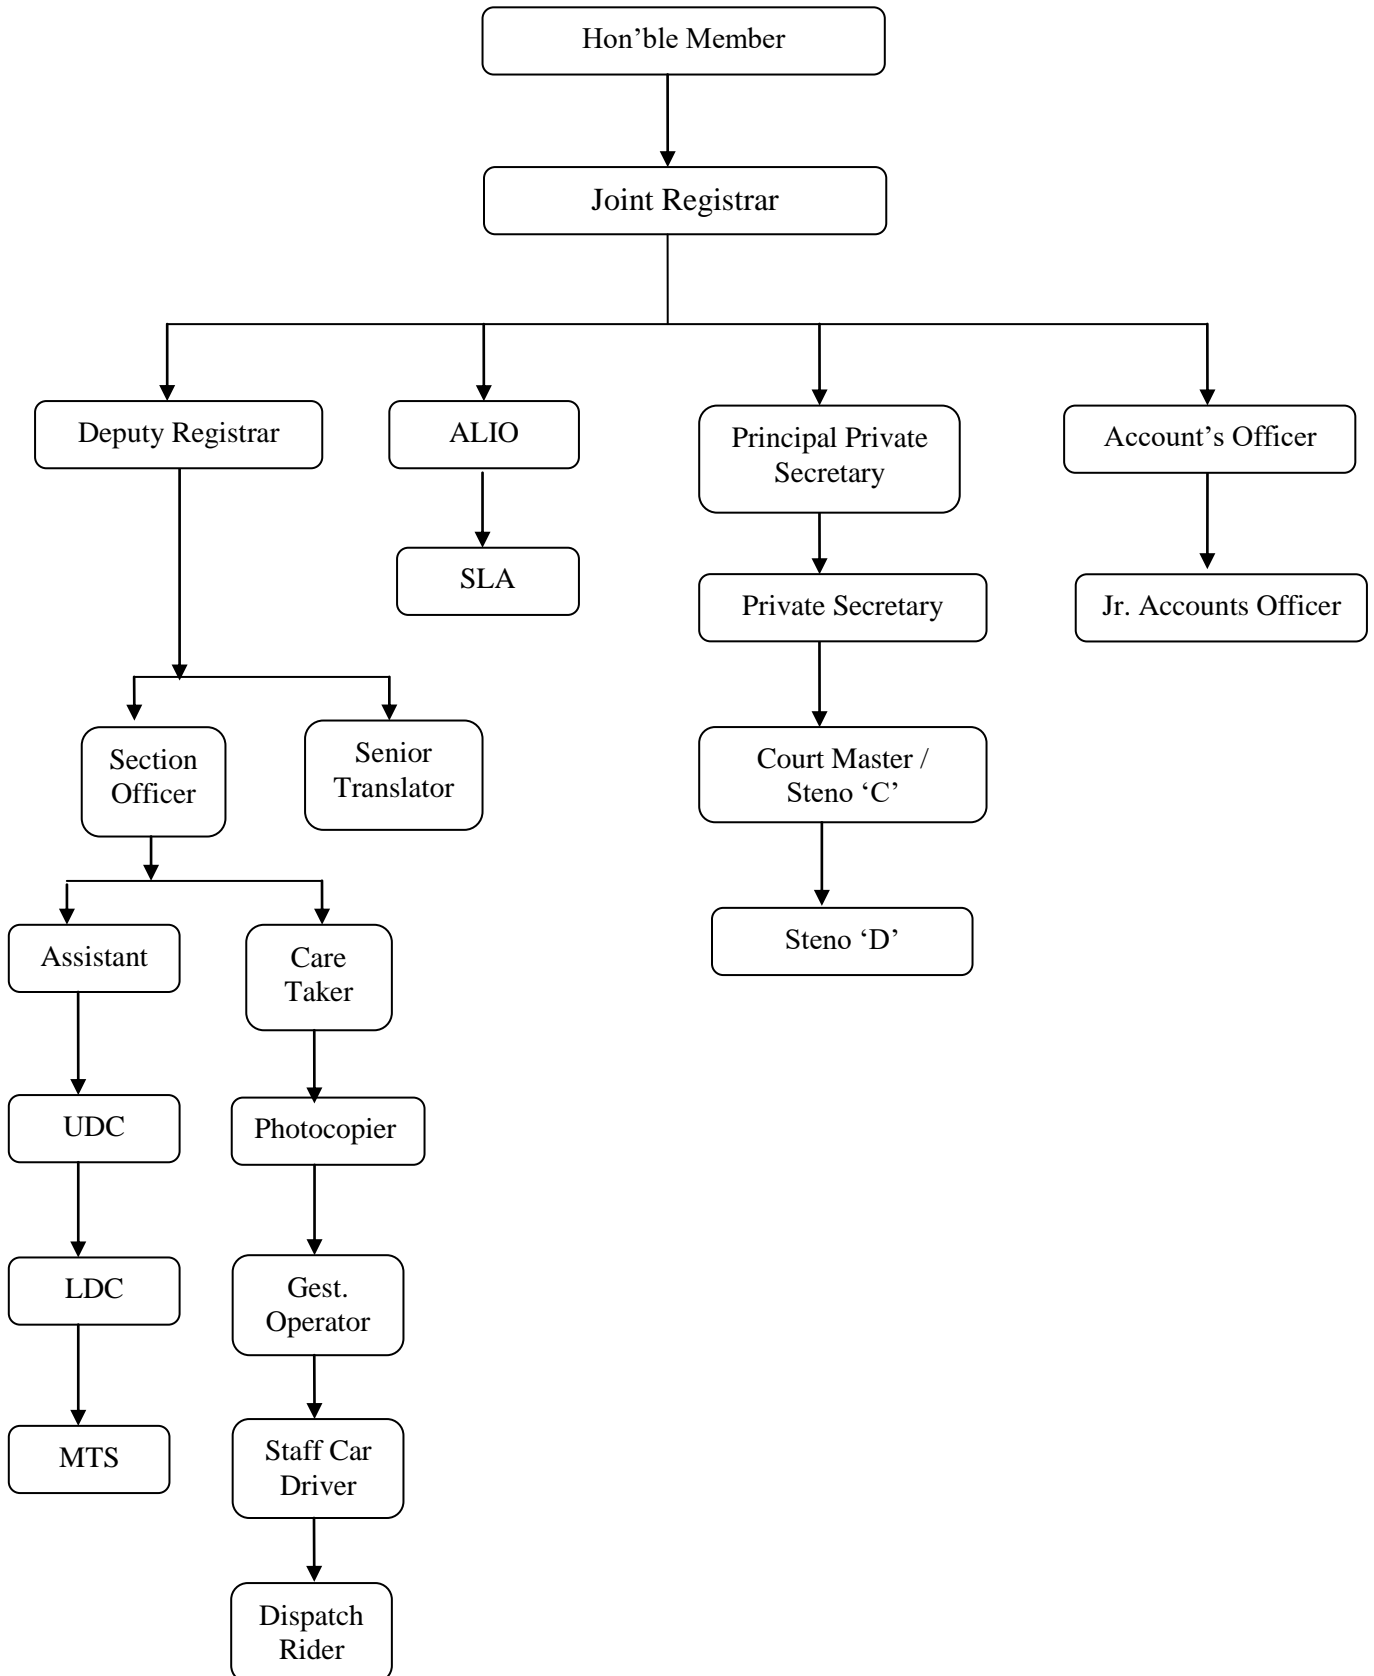 Hon’ble Member
Joint Registrar
Deputy Registrar
ALIO
Principal Private
Secretary
Account’s Officer
SLA
Private Secretary
Jr. Accounts Officer
Section
Officer
Senior
Translator
Court Master /
Steno ‘C’
Assistant
Care
Taker
Steno ‘D’
UDC
Photocopier
LDC
Gest.
Operator
MTS
Staff Car
Driver
Dispatch
Rider